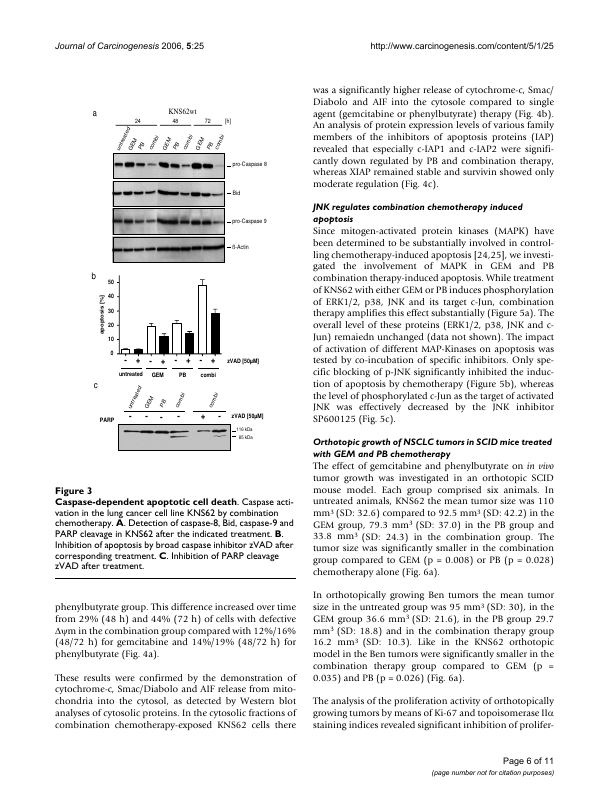 Journal of Carcinogenesis 2006, 5:25
http://www.carcinogenesis.com/content/5/1/25
a
KNS62wt
24 48 72 [h]
untreated GEM PB combi GEM PB combi GEM PB combi
pro-Caspase 8
Bid
pro-Caspase 9
ß-Actin
b
apoptosis [%]
50
40
30
20
10
0
- + - + - + - + zVAD [50µM]
untreated GEM PB combi
c
untreated GEM PB combi combi
- - - - + - zVAD [50µM]
PARP
116 kDa
85 kDa
Figure 3
Caspase-dependent apoptotic cell death. Caspase acti-
vation in the lung cancer cell line KNS62 by combination
chemotherapy. A. Detection of caspase-8, Bid, caspase-9 and
PARP cleavage in KNS62 after the indicated treatment. B.
Inhibition of apoptosis by broad caspase inhibitor zVAD after
corresponding treatment. C. Inhibition of PARP cleavage
zVAD after treatment.
phenylbutyrate group. This difference increased over time
from 29% (48 h) and 44% (72 h) of cells with defective
Δψm in the combination group compared with 12%/16%
(48/72 h) for gemcitabine and 14%/19% (48/72 h) for
phenylbutyrate (Fig. 4a).
These results were confirmed by the demonstration of
cytochrome-c, Smac/Diabolo and AIF release from mito-
chondria into the cytosol, as detected by Western blot
analyses of cytosolic proteins. In the cytosolic fractions of
combination chemotherapy-exposed KNS62 cells there
was a significantly higher release of cytochrome-c, Smac/
Diabolo and AIF into the cytosole compared to single
agent (gemcitabine or phenylbutyrate) therapy (Fig. 4b).
An analysis of protein expression levels of various family
members of the inhibitors of apoptosis proteins (IAP)
revealed that especially c-IAP1 and c-IAP2 were signifi-
cantly down regulated by PB and combination therapy,
whereas XIAP remained stable and survivin showed only
moderate regulation (Fig. 4c).
JNK regulates combination chemotherapy induced
apoptosis
Since mitogen-activated protein kinases (MAPK) have
been determined to be substantially involved in control-
ling chemotherapy-induced apoptosis [24,25], we investi-
gated the involvement of MAPK in GEM and PB
combination therapy-induced apoptosis. While treatment
of KNS62 with either GEM or PB induces phosphorylation
of ERK1/2, p38, JNK and its target c-Jun, combination
therapy amplifies this effect substantially (Figure 5a). The
overall level of these proteins (ERK1/2, p38, JNK and c-
Jun) remaiedn unchanged (data not shown). The impact
of activation of different MAP-Kinases on apoptosis was
tested by co-incubation of specific inhibitors. Only spe-
cific blocking of p-JNK significantly inhibited the induc-
tion of apoptosis by chemotherapy (Figure 5b), whereas
the level of phosphorylated c-Jun as the target of activated
JNK was effectively decreased by the JNK inhibitor
SP600125 (Fig. 5c).
Orthotopic growth of NSCLC tumors in SCID mice treated
with GEM and PB chemotherapy
The effect of gemcitabine and phenylbutyrate on in vivo
tumor growth was investigated in an orthotopic SCID
mouse model. Each group comprised six animals. In
untreated animals, KNS62 the mean tumor size was 110
mm³ (SD: 32.6) compared to 92.5 mm³ (SD: 42.2) in the
GEM group, 79.3 mm³ (SD: 37.0) in the PB group and
33.8 mm³ (SD: 24.3) in the combination group. The
tumor size was significantly smaller in the combination
group compared to GEM (p = 0.008) or PB (p = 0.028)
chemotherapy alone (Fig. 6a).
In orthotopically growing Ben tumors the mean tumor
size in the untreated group was 95 mm³ (SD: 30), in the
GEM group 36.6 mm³ (SD: 21.6), in the PB group 29.7
mm³ (SD: 18.8) and in the combination therapy group
16.2 mm³ (SD: 10.3). Like in the KNS62 orthotopic
model in the Ben tumors were significantly smaller in the
combination therapy group compared to GEM (p =
0.035) and PB (p = 0.026) (Fig. 6a).
The analysis of the proliferation activity of orthotopically
growing tumors by means of Ki-67 and topoisomerase IIα
staining indices revealed significant inhibition of prolifer-
Page 6 of 11
(page number not for citation purposes)